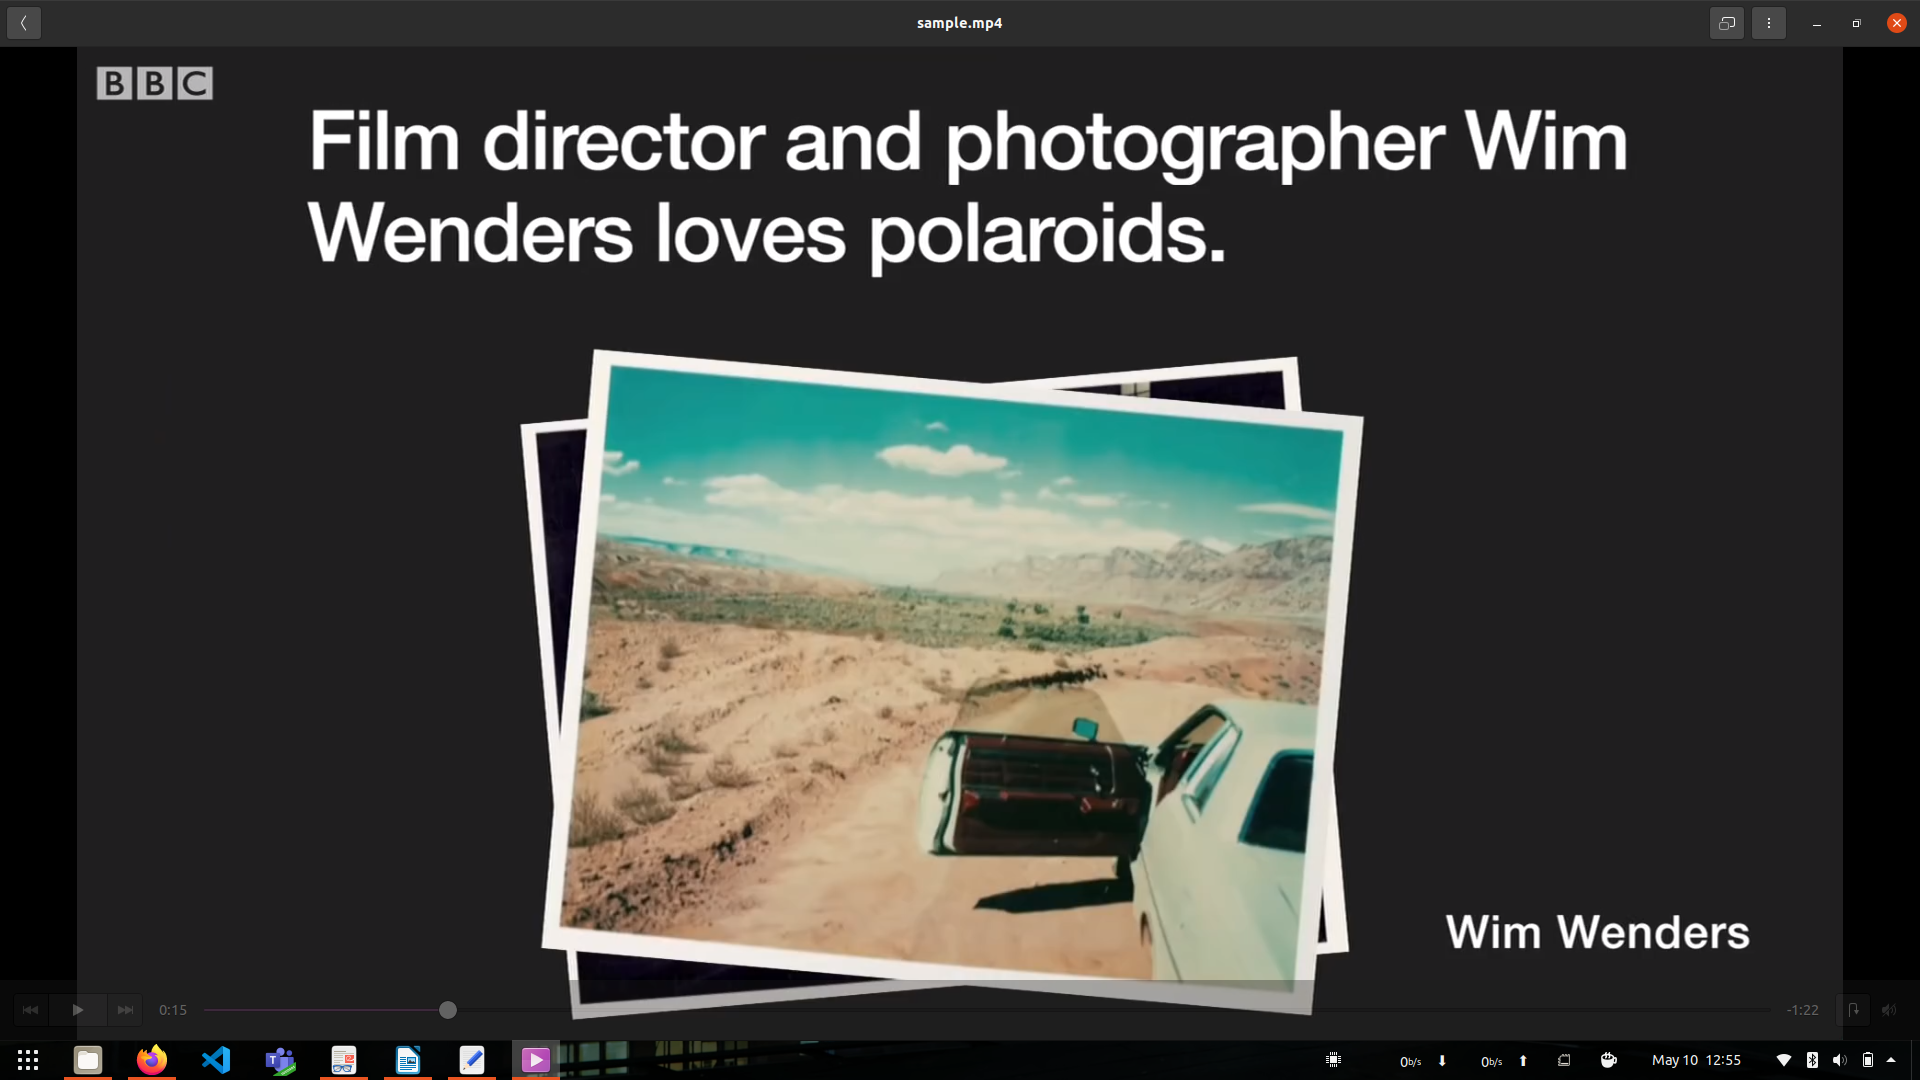 sample.mp4
BBC
Film director and photographer Wim
Wenders loves polaroids.
Wim Wenders
0:15
-1:22
0b/s
0b/s
May 10 12:55